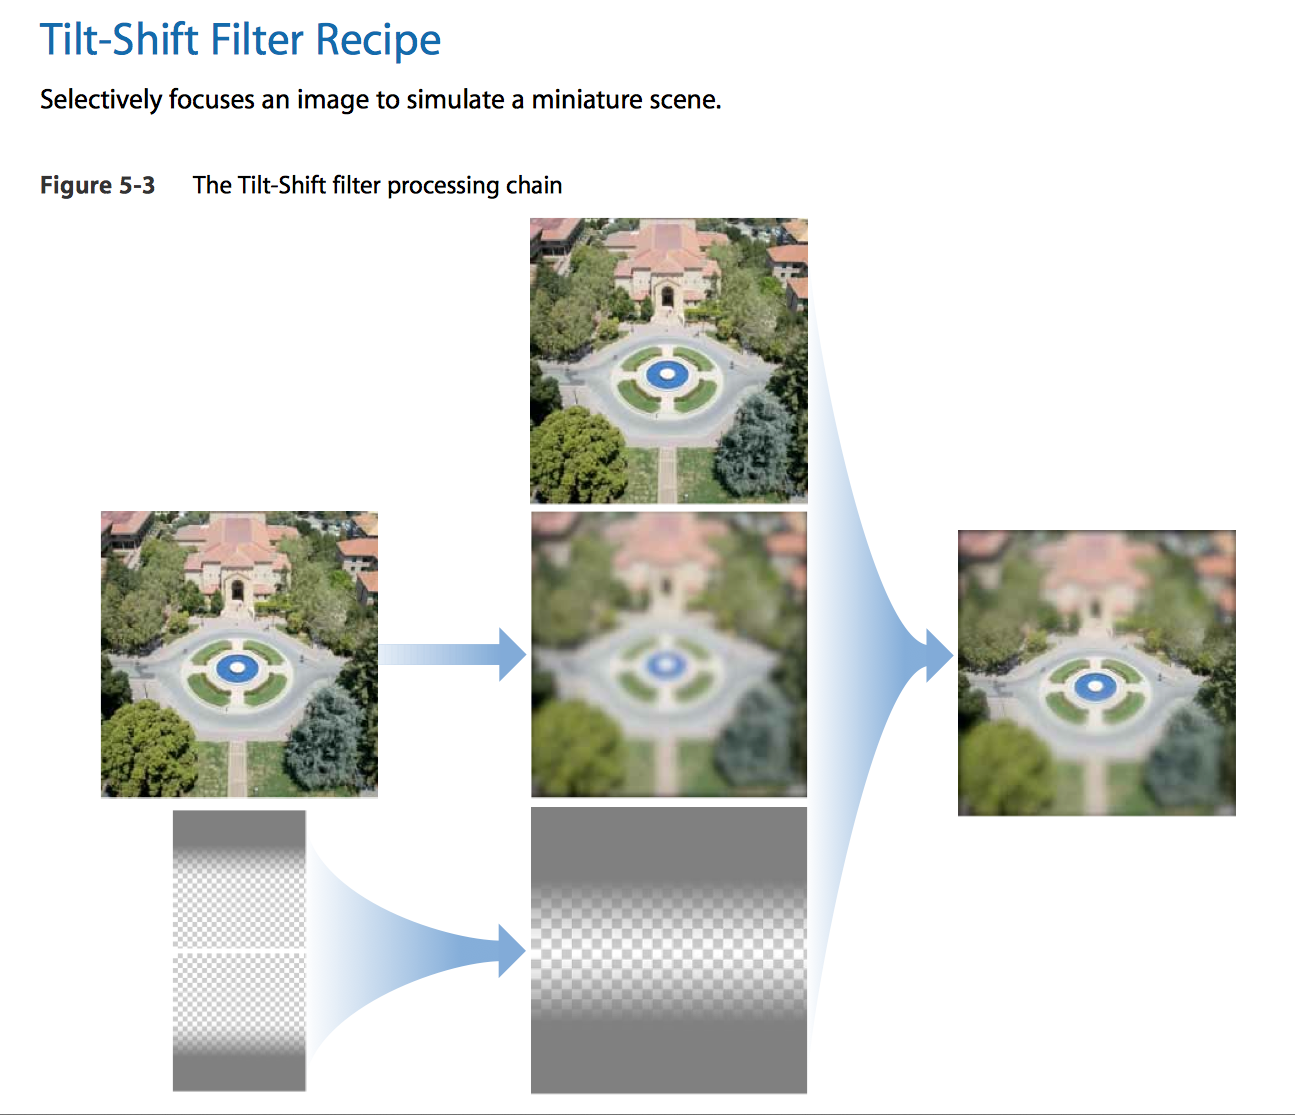 Tilt-Shift Filter Recipe
Selectively focuses an image to simulate a miniature scene.
Figure 5-3 The Tilt-Shift filter processing chain